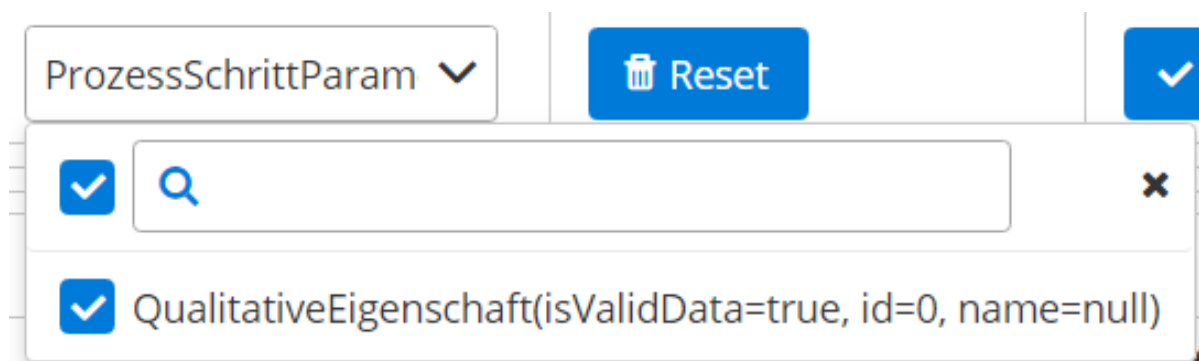 ProzessSchrittParam
Reset
QualitativeEigenschaft(isValidData=true, id=0, name=null)